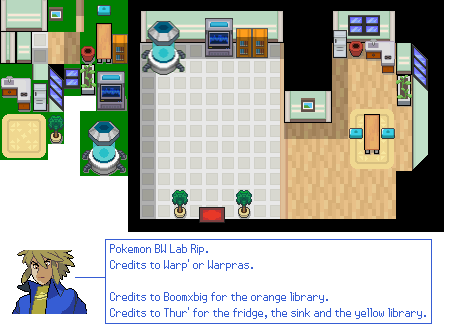 Pokemon BW Lab Rip.
Credits to Warp' or Warpras.
Credits to Boomxbig for the orange library.
Credits to Thur' for the fridge, the sink and the yellow library.